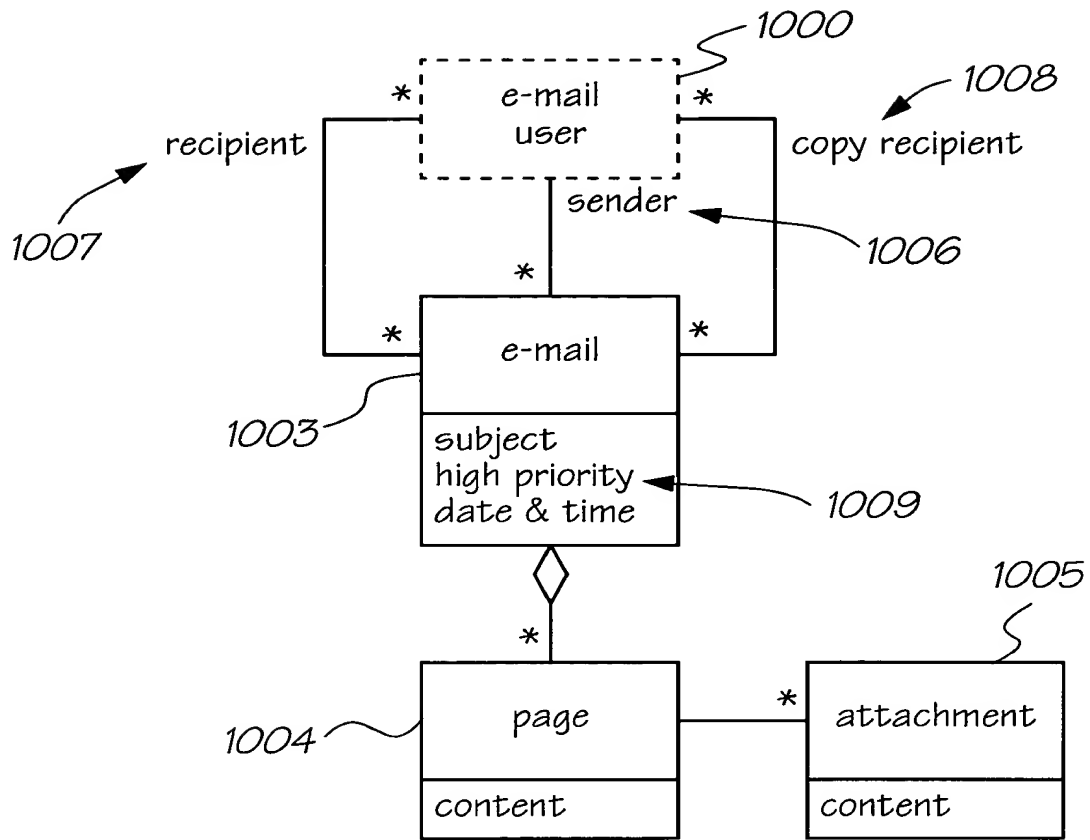 1000
*
e-mail
*
1008
user
recipient
copy recipient
sender
1007
1006
*
*
e-mail
*
1003
subject
high priority
1009
date & time
1005
*
page
*
attachment
1004
content
content